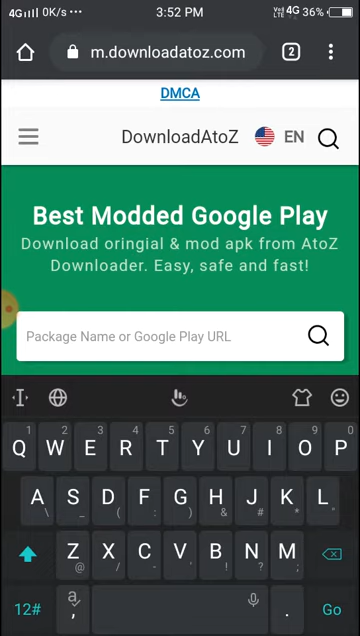 4G 0K/s ••• 3:52 PM VoD LTE 4G 36%
m.downloadatoz.com 2
DMCA
DownloadAtoZ EN
Best Modded Google Play
Download oringial & mod apk from AtoZ
Downloader. Easy, safe and fast!
Package Name or Google Play URL
1 2 3 4 5 6 7 8 9 0
Q W E R T Y U I O P
A S D F G H J K L
\ _ ( : ) & # * "
Z X C V B N M
@ / - ' ! ? ;
12# a , . Go